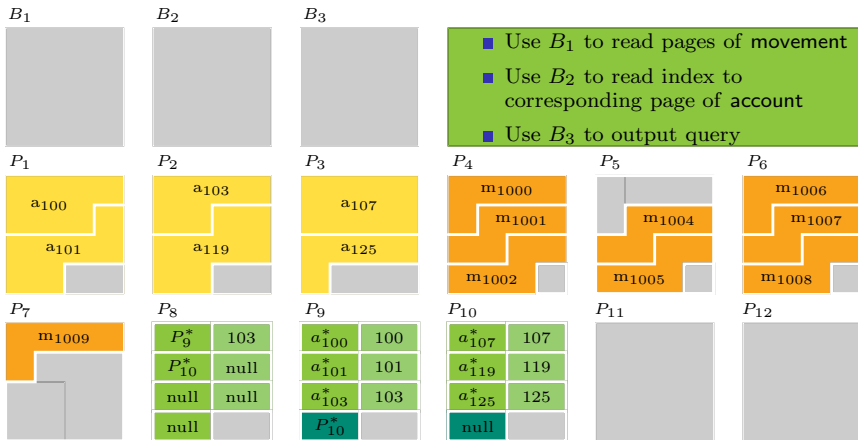 B1 B2 B3
Use B1 to read pages of movement
Use B2 to read index to
corresponding page of account
Use B3 to output query
P1 P2 P3 P4 P5 P6
a100 a103 a107 m1000 m1006
m1001 m1004 m1007
a101 a119 a125
m1002 m1005 m1008
P7 P8 P9 P10 P11 P12
m1009 P*9 103 a*100 100 a*107 107
P*10 null a*101 101 a*119 119
null null a*103 103 a*125 125
null P*10 null